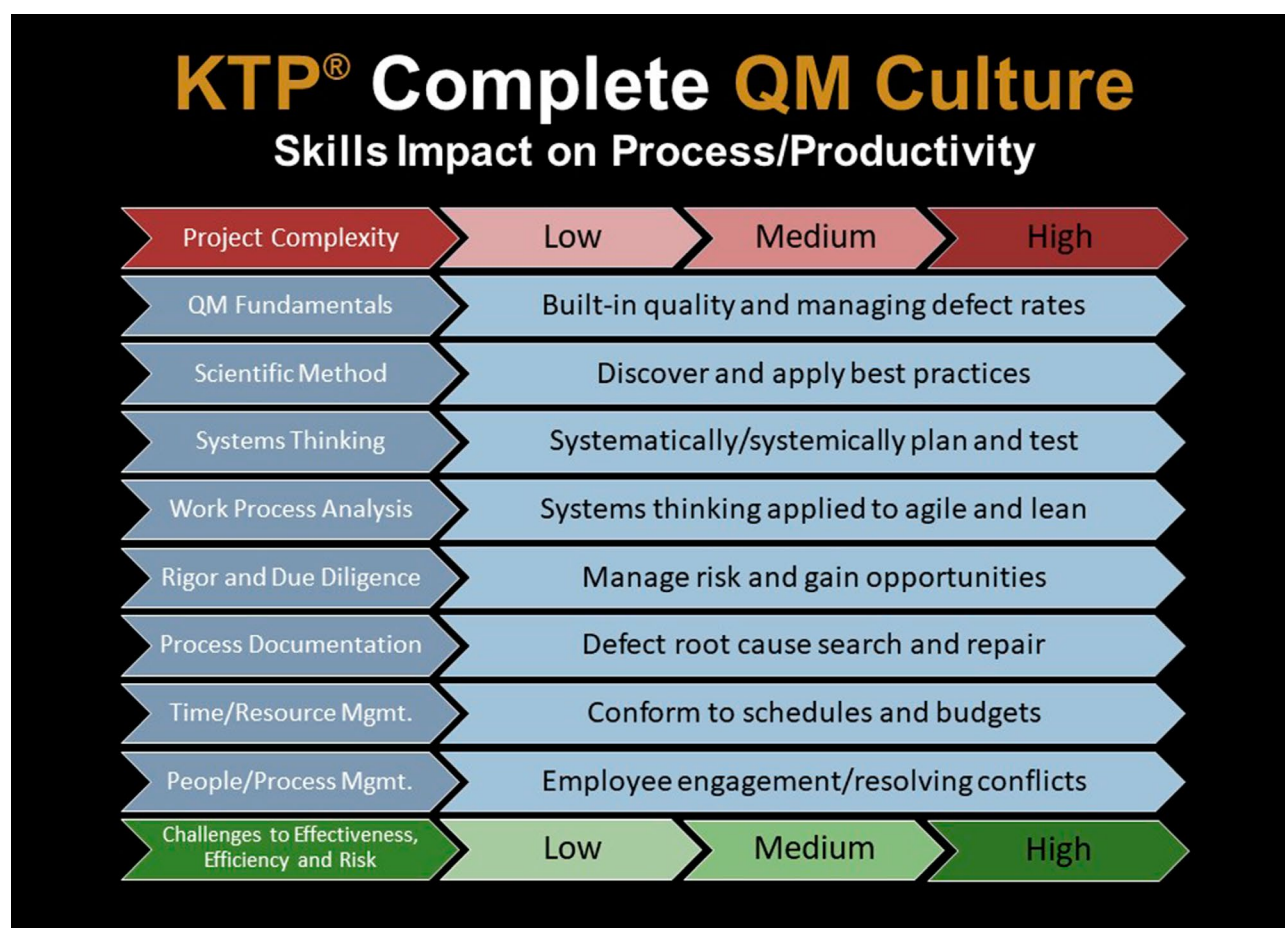 KTP® Complete QM Culture
Skills Impact on Process/Productivity
Project Complexity Low Medium High
QM Fundamentals Built-in quality and managing defect rates
Scientific Method Discover and apply best practices
Systems Thinking Systematically/systemically plan and test
Work Process Analysis Systems thinking applied to agile and lean
Rigor and Due Diligence Manage risk and gain opportunities
Process Documentation Defect root cause search and repair
Time/Resource Mgmt. Conform to schedules and budgets
People/Process Mgmt. Employee engagement/resolving conflicts
Challenges to Effectiveness,
Efficiency and Risk Low Medium High